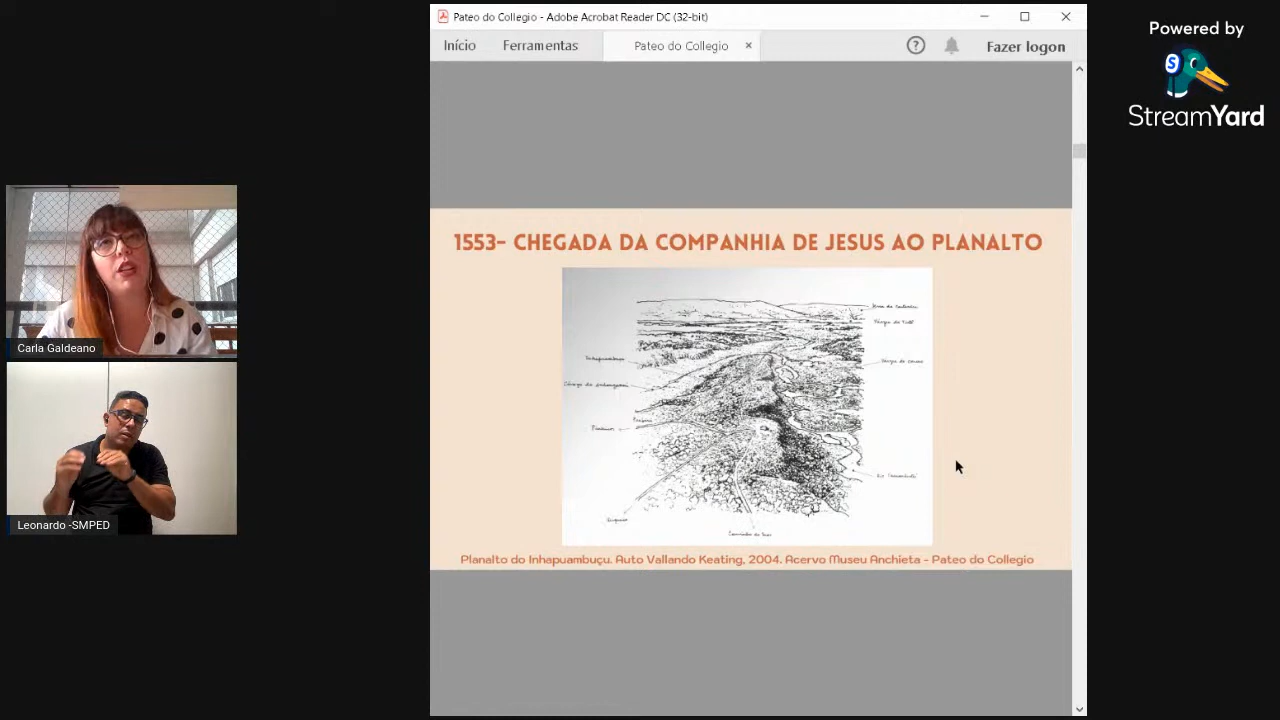 Pateo do Collegio - Adobe Acrobat Reader DC (32-bit)
Início Ferramentas Pateo do Collegio × ? Fazer logon
Powered by
StreamYard
1553- CHEGADA DA COMPANHIA DE JESUS AO PLANALTO
Planalto do Inhapuambuçu. Auto Vallando Keating, 2004. Acervo Museu Anchieta - Pateo do Collegio
Carla Galdeano
Leonardo -SMPED